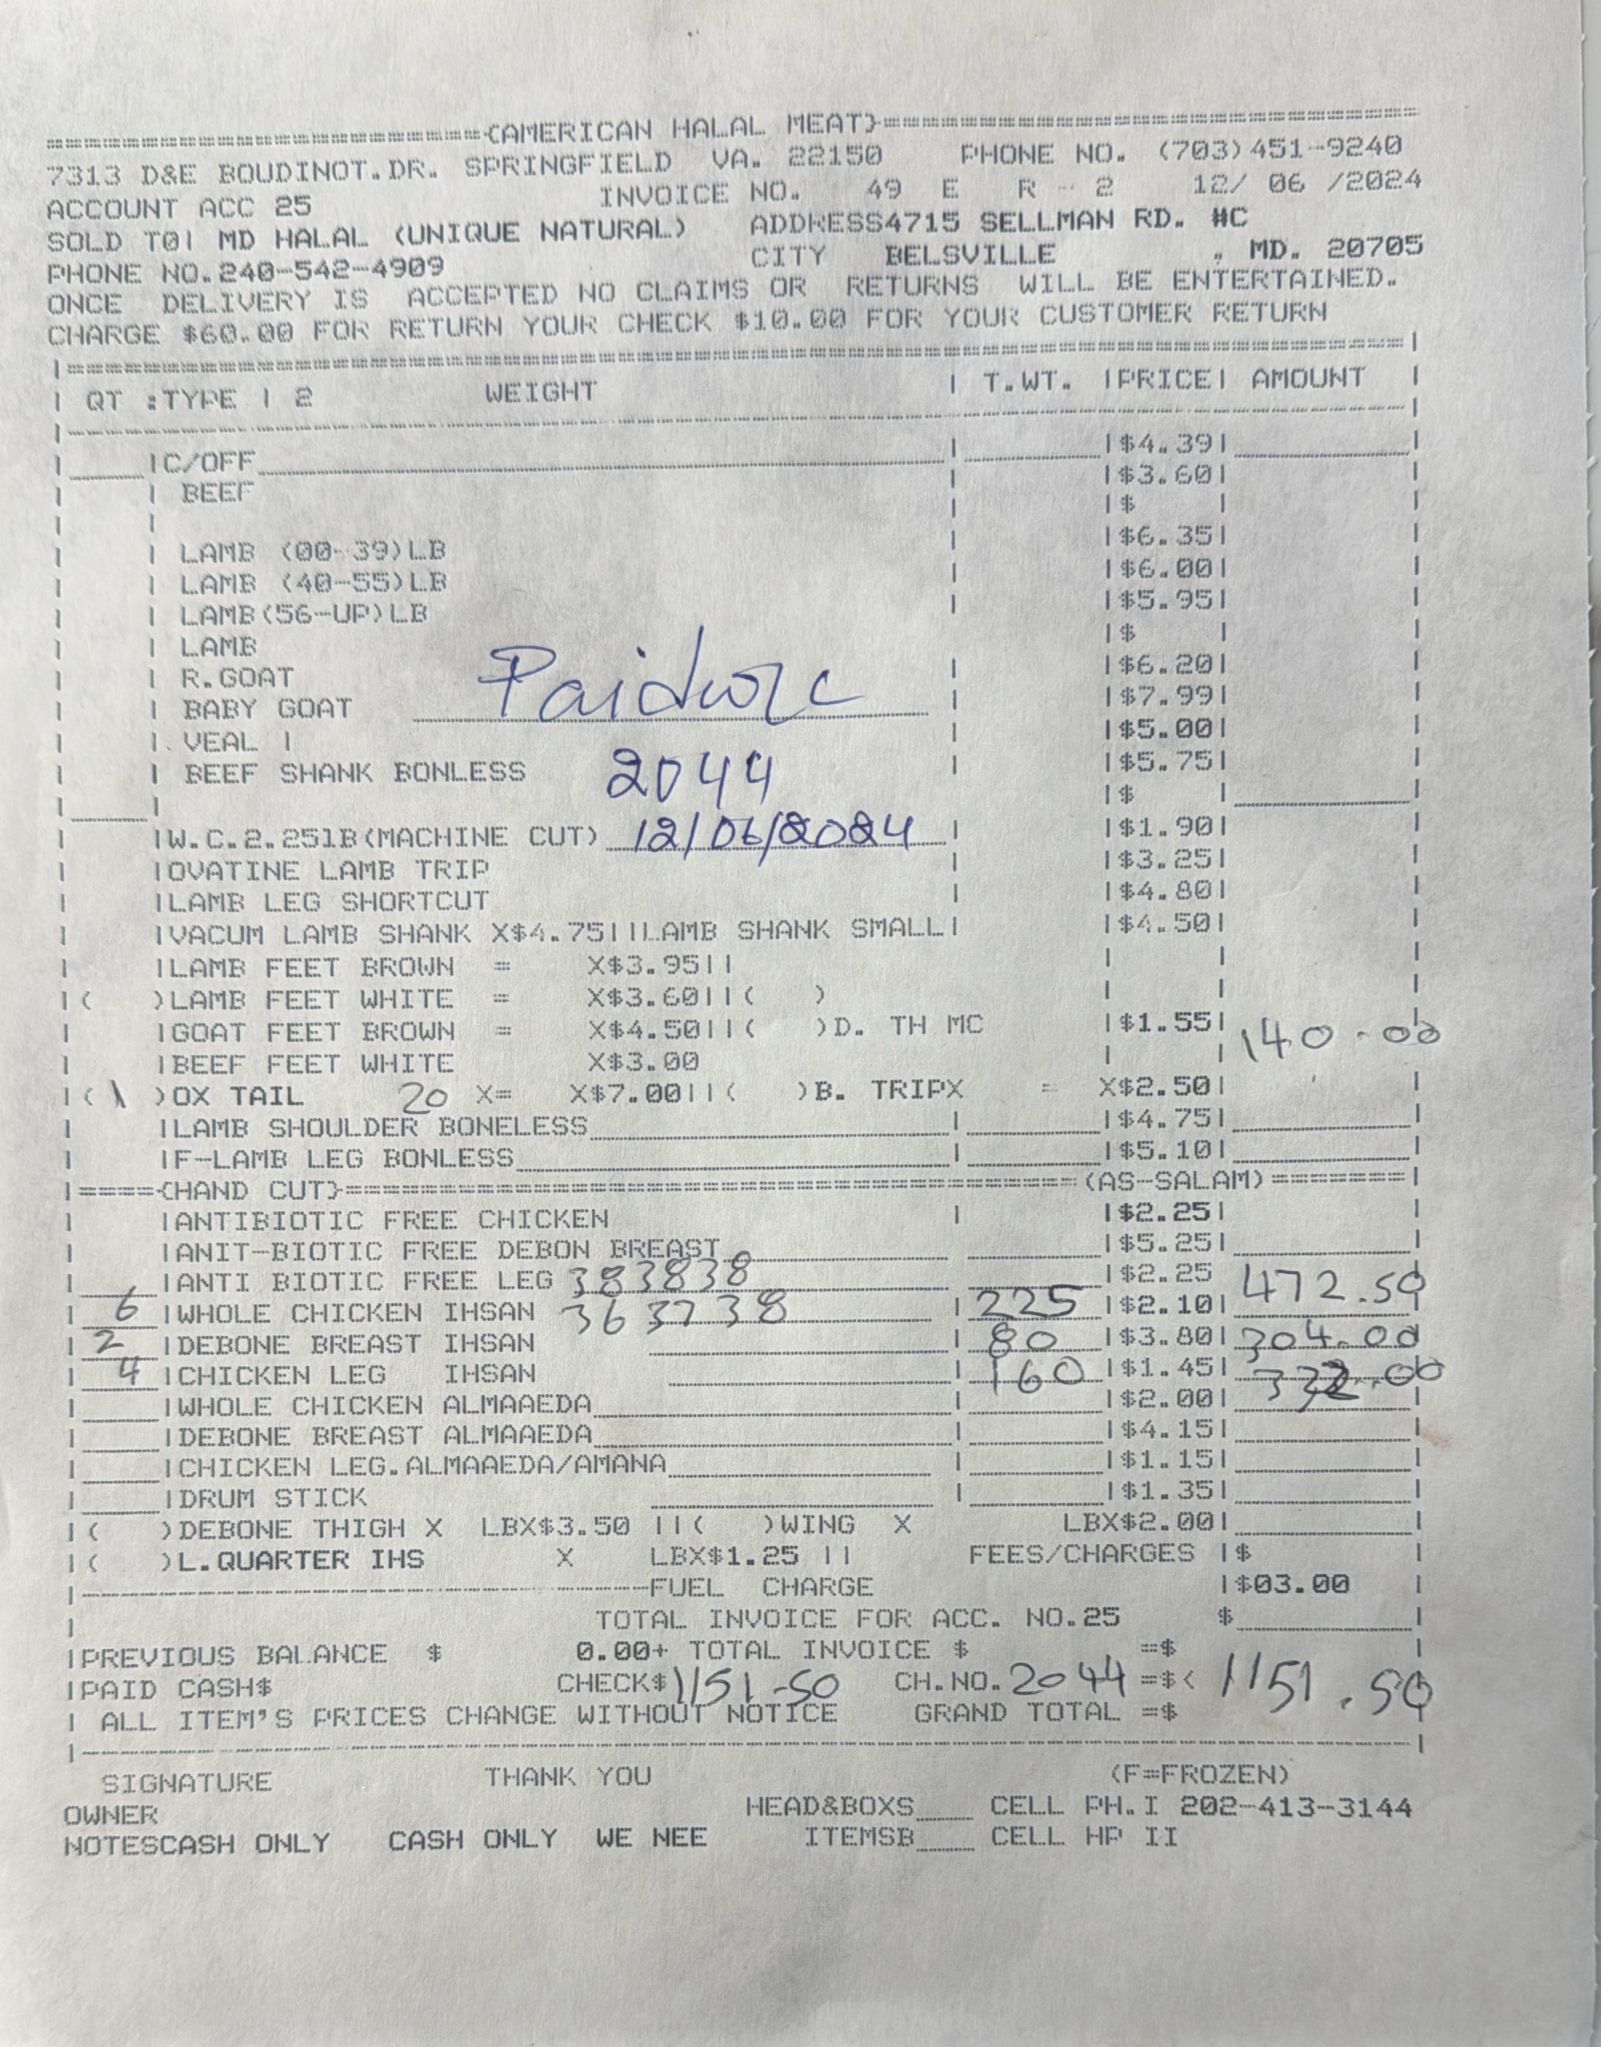 {AMERICAN HALAL MEAT}
7313 D&E BOUDINOT.DR. SPRINGFIELD VA. 22150 PHONE NO. (703)451-9240
INVOICE NO. 49 E R - 2 12/ 06 /2024
ACCOUNT ACC 25
SOLD TO| MD HALAL (UNIQUE NATURAL) ADDRESS4715 SELLMAN RD. #C
PHONE NO.240-542-4909 CITY BELSVILLE , MD. 20705
ONCE DELIVERY IS ACCEPTED NO CLAIMS OR RETURNS WILL BE ENTERTAINED.
CHARGE $60.00 FOR RETURN YOUR CHECK $10.00 FOR YOUR CUSTOMER RETURN
QT :TYPE | 2 WEIGHT | T.WT. |PRICE| AMOUNT
|C/OFF |$4.39|
| BEEF |$3.60|
|$ |
| LAMB (00-39)LB |$6.35|
| LAMB (40-55)LB |$6.00|
| LAMB(56-UP)LB |$5.95|
| LAMB |$ |
| R.GOAT |$6.20|
| BABY GOAT Paid |$7.99|
| VEAL | |$5.00|
| BEEF SHANK BONLESS 2044 |$5.75|
|$ |
|W.C.2.251B(MACHINE CUT) 12/06/2024 |$1.90|
|OVATINE LAMB TRIP |$3.25|
|LAMB LEG SHORTCUT |$4.80|
|VACUM LAMB SHANK X$4.75||LAMB SHANK SMALL| |$4.50|
|LAMB FEET BROWN = X$3.95||
|( )LAMB FEET WHITE = X$3.60||( )
|GOAT FEET BROWN = X$4.50||( )D. TH MC |$1.55|
|BEEF FEET WHITE X$3.00 140.00
|(\ )OX TAIL 20 X= X$7.00||( )B. TRIPX = X$2.50|
|LAMB SHOULDER BONELESS |$4.75|
|F-LAMB LEG BONLESS |$5.10|
{HAND CUT} (AS-SALAM)
|ANTIBIOTIC FREE CHICKEN |$2.25|
|ANIT-BIOTIC FREE DEBON BREAST |$5.25|
|ANTI BIOTIC FREE LEG 383838 |$2.25
6 |WHOLE CHICKEN IHSAN 363738 | 225 |$2.10| 472.50
2 |DEBONE BREAST IHSAN 80 |$3.80| 304.00
4 |CHICKEN LEG IHSAN 160 |$1.45| .00
|WHOLE CHICKEN ALMAAEDA |$2.00|
|DEBONE BREAST ALMAAEDA |$4.15|
|CHICKEN LEG.ALMAAEDA/AMANA |$1.15|
|DRUM STICK |$1.35|
|( )DEBONE THIGH X LBX$3.50 ||( )WING X LBX$2.00|
|( )L.QUARTER IHS X LBX$1.25 || FEES/CHARGES |$
FUEL CHARGE |$03.00
TOTAL INVOICE FOR ACC. NO.25 $
|PREVIOUS BALANCE $ 0.00+ TOTAL INVOICE $ =$
|PAID CASH$ CHECK$ 1151.50 CH.NO. 2044 =$< 1151.50
| ALL ITEM'S PRICES CHANGE WITHOUT NOTICE GRAND TOTAL =$
SIGNATURE THANK YOU (F=FROZEN)
OWNER HEAD&BOXS CELL PH.I 202-413-3144
NOTESCASH ONLY CASH ONLY WE NEE ITEMSB CELL HP II